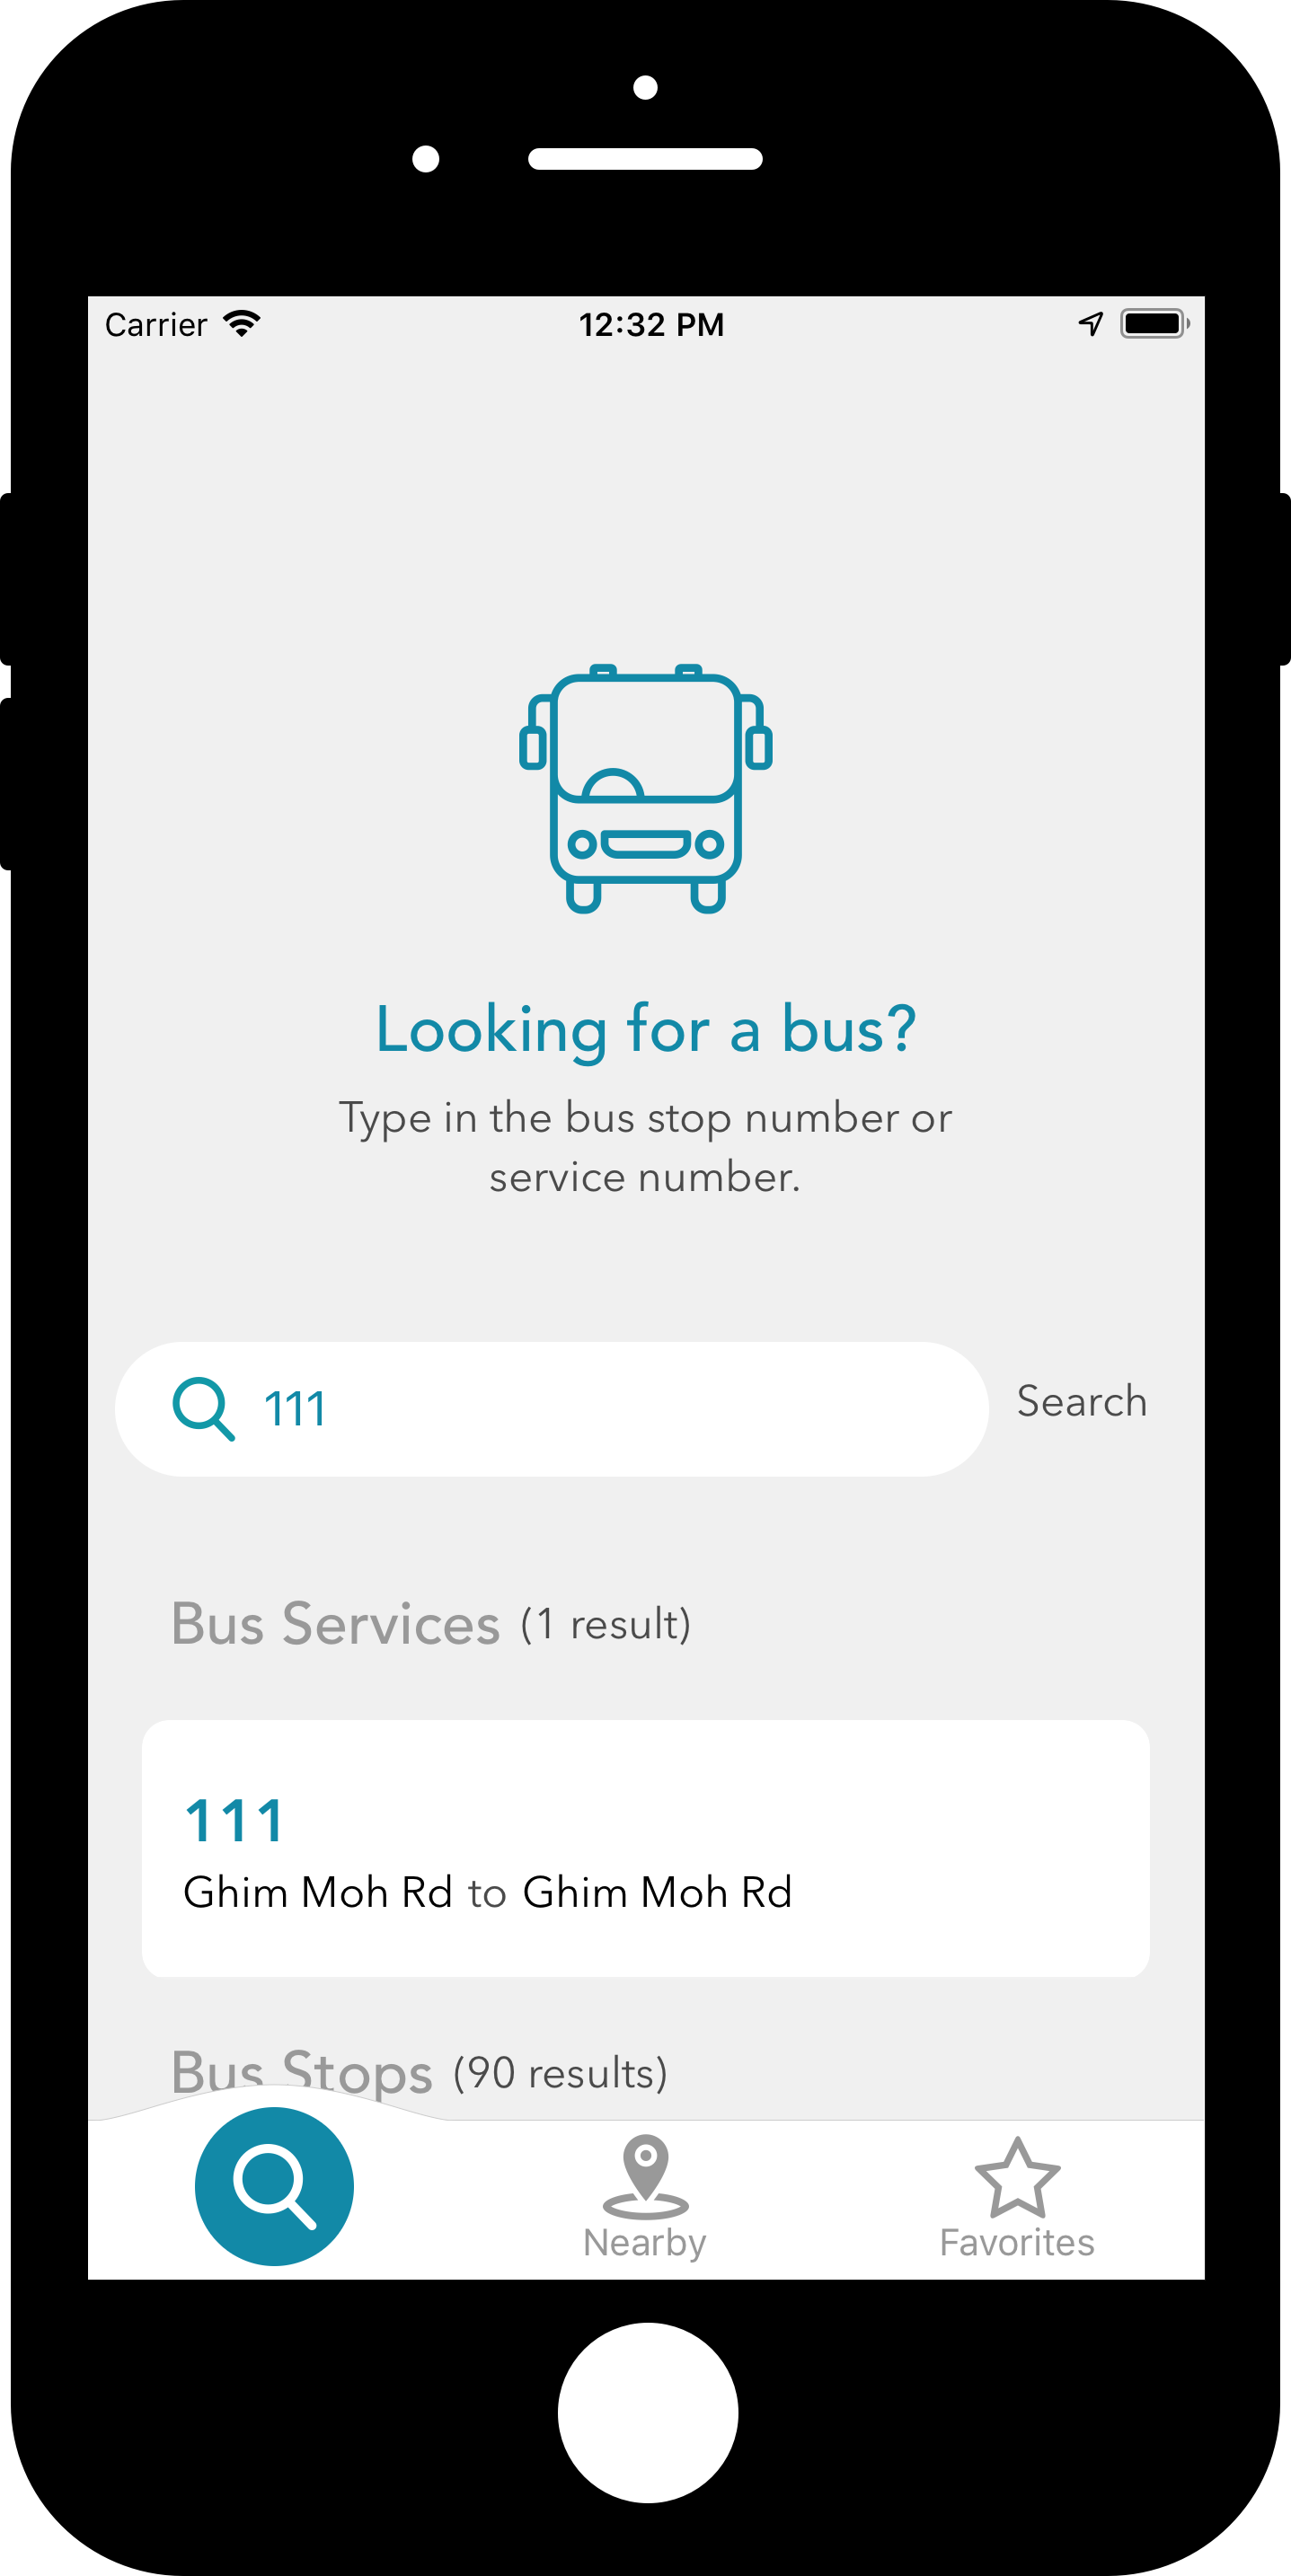 Carrier 12:32 PM
Looking for a bus?
Type in the bus stop number or
service number.
111 Search
Bus Services (1 result)
111
Ghim Moh Rd to Ghim Moh Rd
Bus Stops (90 results)
Nearby Favorites